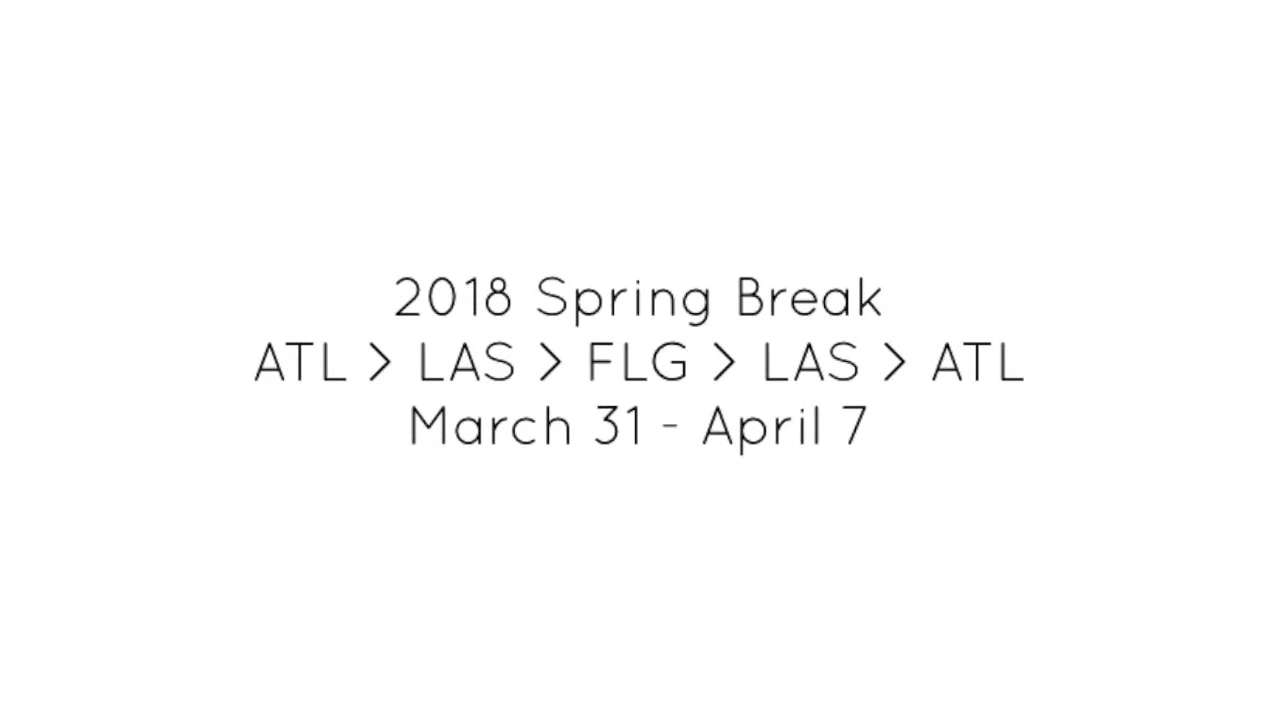 2018 Spring Break
ATL > LAS > FLG > LAS > ATL
March 31 - April 7